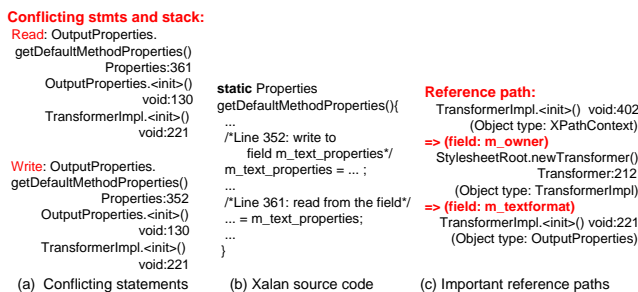 Conflicting stmts and stack:
Read: OutputProperties.
getDefaultMethodProperties()
Properties:361
OutputProperties.<init>()
void:130
TransformerImpl.<init>()
void:221
Write: OutputProperties.
getDefaultMethodProperties()
Properties:352
OutputProperties.<init>()
void:130
TransformerImpl.<init>()
void:221
(a) Conflicting statements
static Properties
getDefaultMethodProperties(){
...
/*Line 352: write to
field m_text_properties*/
m_text_properties = ... ;
...
/*Line 361: read from the field*/
... = m_text_properties;
...
}
(b) Xalan source code
Reference path:
TransformerImpl.<init>() void:402
(Object type: XPathContext)
=> (field: m_owner)
StylesheetRoot.newTransformer()
Transformer:212
(Object type: TransformerImpl)
=> (field: m_textformat)
TransformerImpl.<init>() void:221
(Object type: OutputProperties)
(c) Important reference paths